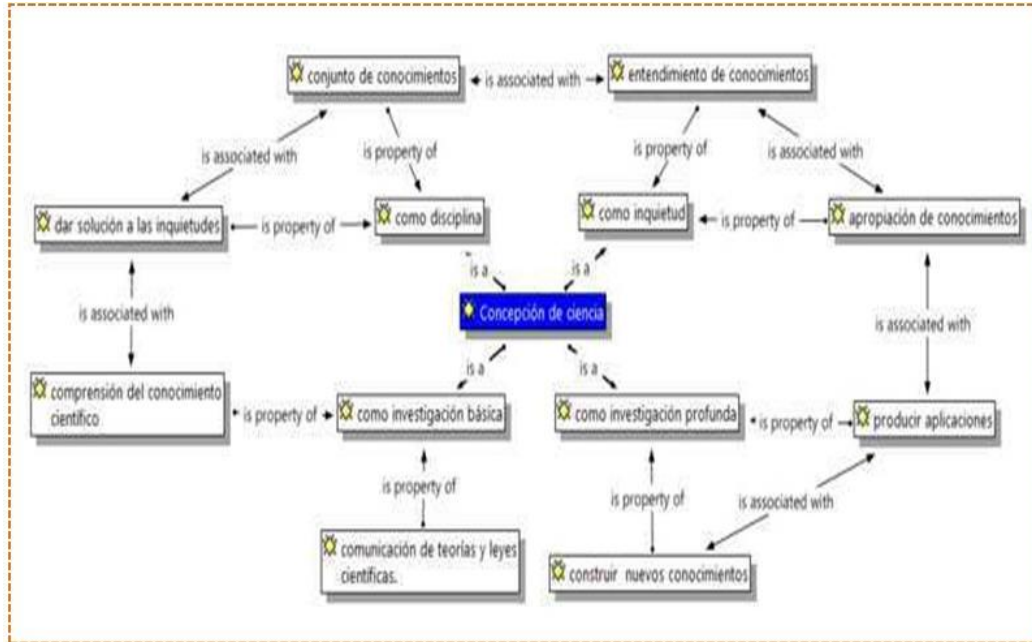 conjunto de conocimientos
is associated with
entendimiento de conocimientos
is associated with
is property of
is property of
is associated with
dar solución a las inquietudes
is property of
como disciplina
como inquietud
is property of
apropiación de conocimientos
is a
is a
Concepción de ciencia
is associated with
is associated with
is a
is a
comprensión del conocimiento
científico
is property of
como investigación básica
como investigación profunda
is property of
producir aplicaciones
is property of
is property of
is associated with
comunicación de teorías y leyes
científicas.
construir nuevos conocimientos